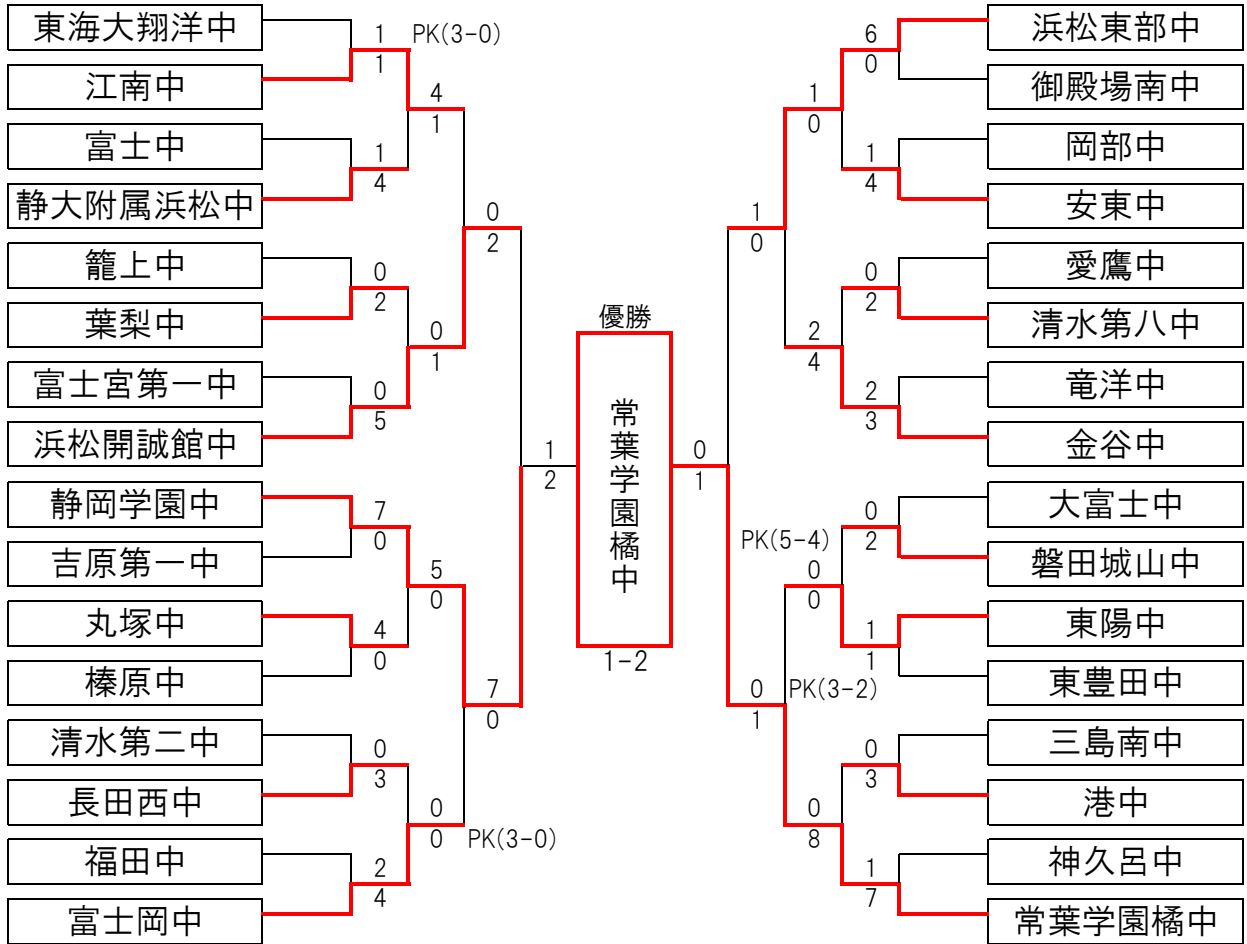 東海大翔洋中
江南中
富士中
静大附属浜松中
籠上中
葉梨中
富士宮第一中
浜松開誠館中
静岡学園中
吉原第一中
丸塚中
榛原中
清水第二中
長田西中
福田中
富士岡中
1 PK(3-0)
1
1
4
0
2
0
5
7
0
4
0
0
3
2
4
4
1
0
1
5
0
0
0 PK(3-0)
0
2
7
0
1
2
優勝
常葉学園橘中
1-2
0
1
1
0
0 PK(3-2)
1
1
0
2
4
PK(5-4)
0
0
0
8
6
0
1
4
0
2
2
3
0
2
1
1
0
3
1
7
浜松東部中
御殿場南中
岡部中
安東中
愛鷹中
清水第八中
竜洋中
金谷中
大富士中
磐田城山中
東陽中
東豊田中
三島南中
港中
神久呂中
常葉学園橘中